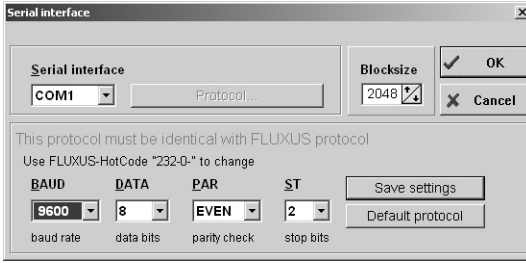 Serial interface
x
Serial interface
COM1
Protocol...
Blocksize
2048
OK
Cancel
This protocol must be identical with FLUXUS protocol
Use FLUXUS-HotCode "232-0-" to change
BAUD DATA PAR ST
9600 8 EVEN 2
baud rate data bits parity check stop bits
Save settings
Default protocol